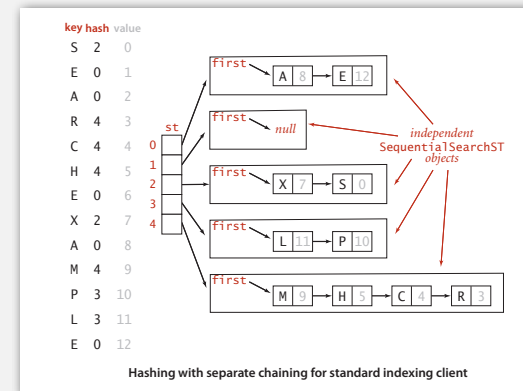 key hash value
S 2 0
E 0 1
A 0 2
R 4 3
C 4 4
H 4 5
E 0 6
X 2 7
A 0 8
M 4 9
P 3 10
L 3 11
E 0 12
st
0
1
2
3
4
first
A 8 E 12
first
null
first
X 7 S 0
first
L 11 P 10
first
M 9 H 5 C 4 R 3
independent
SequentialSearchST
objects
Hashing with separate chaining for standard indexing client